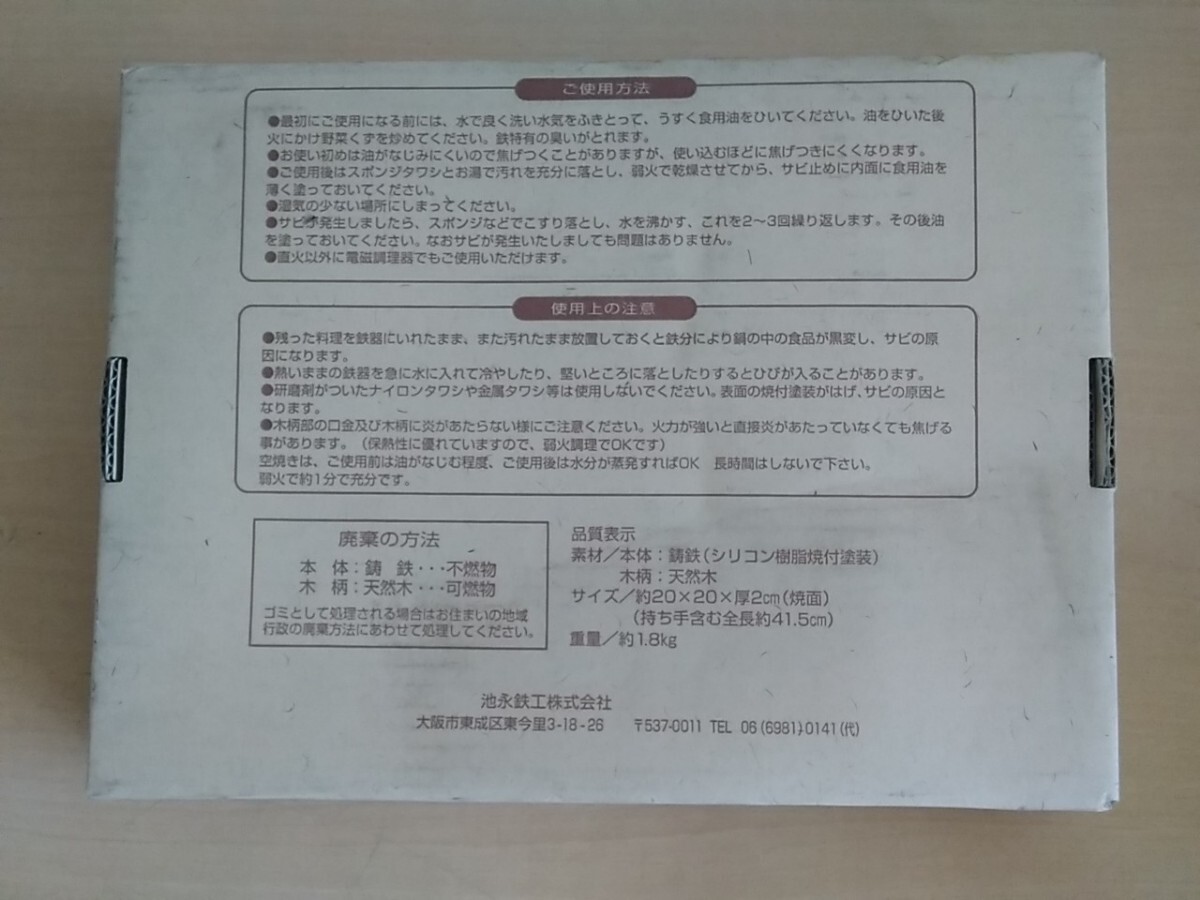 ご使用方法
●最初にご使用になる前には、水で良く洗い水気をふきとって、うすく食用油をひいてください。油をひいた後
火にかけ野菜くずを炒めてください。鉄特有の臭いがとれます。
●お使い初めは油がなじみにくいので焦げつくことがありますが、使い込むほどに焦げつきにくくなります。
●ご使用後はスポンジタワシとお湯で汚れを充分に落とし、弱火で乾燥させてから、サビ止めに内面に食用油を
薄く塗っておいてください。
●湿気の少ない場所にしまってください。
●サビが発生しましたら、スポンジなどでこすり落とし、水を沸かす、これを2〜3回繰り返します。その後油
を塗っておいてください。なおサビが発生いたしましても問題はありません。
●直火以外に電磁調理器でもご使用いただけます。
使用上の注意
●残った料理を鉄器にいれたまま、また汚れたまま放置しておくと鉄分により鍋の中の食品が黒変し、サビの原
因になります。
●熱いままの鉄器を急に水に入れて冷やしたり、堅いところに落としたりするとひびが入ることがあります。
●研磨剤がついたナイロンタワシや金属タワシ等は使用しないでください。表面の焼付塗装がはげ、サビの原因と
なります。
●木柄部の口金及び木柄に炎があたらない様にご注意ください。火力が強いと直接炎があたっていなくても焦げる
事があります。（保熱性に優れていますので、弱火調理でOKです）
空焼きは、ご使用前は油がなじむ程度、ご使用後は水分が蒸発すればOK 長時間はしないで下さい。
弱火で約1分で充分です。
廃棄の方法
本 体：鋳 鉄・・・不燃物
木 柄：天然木・・・可燃物
ゴミとして処理される場合はお住まいの地域
行政の廃棄方法にあわせて処理してください。
品質表示
素材／本体：鋳鉄（シリコン樹脂焼付塗装）
木柄：天然木
サイズ／約20×20×厚2cm（焼面）
（持ち手含む全長約41.5cm）
重量／約1.8kg
池永鉄工株式会社
大阪市東成区東今里3-18-26 〒537-0011 TEL 06(6981)0141(代)